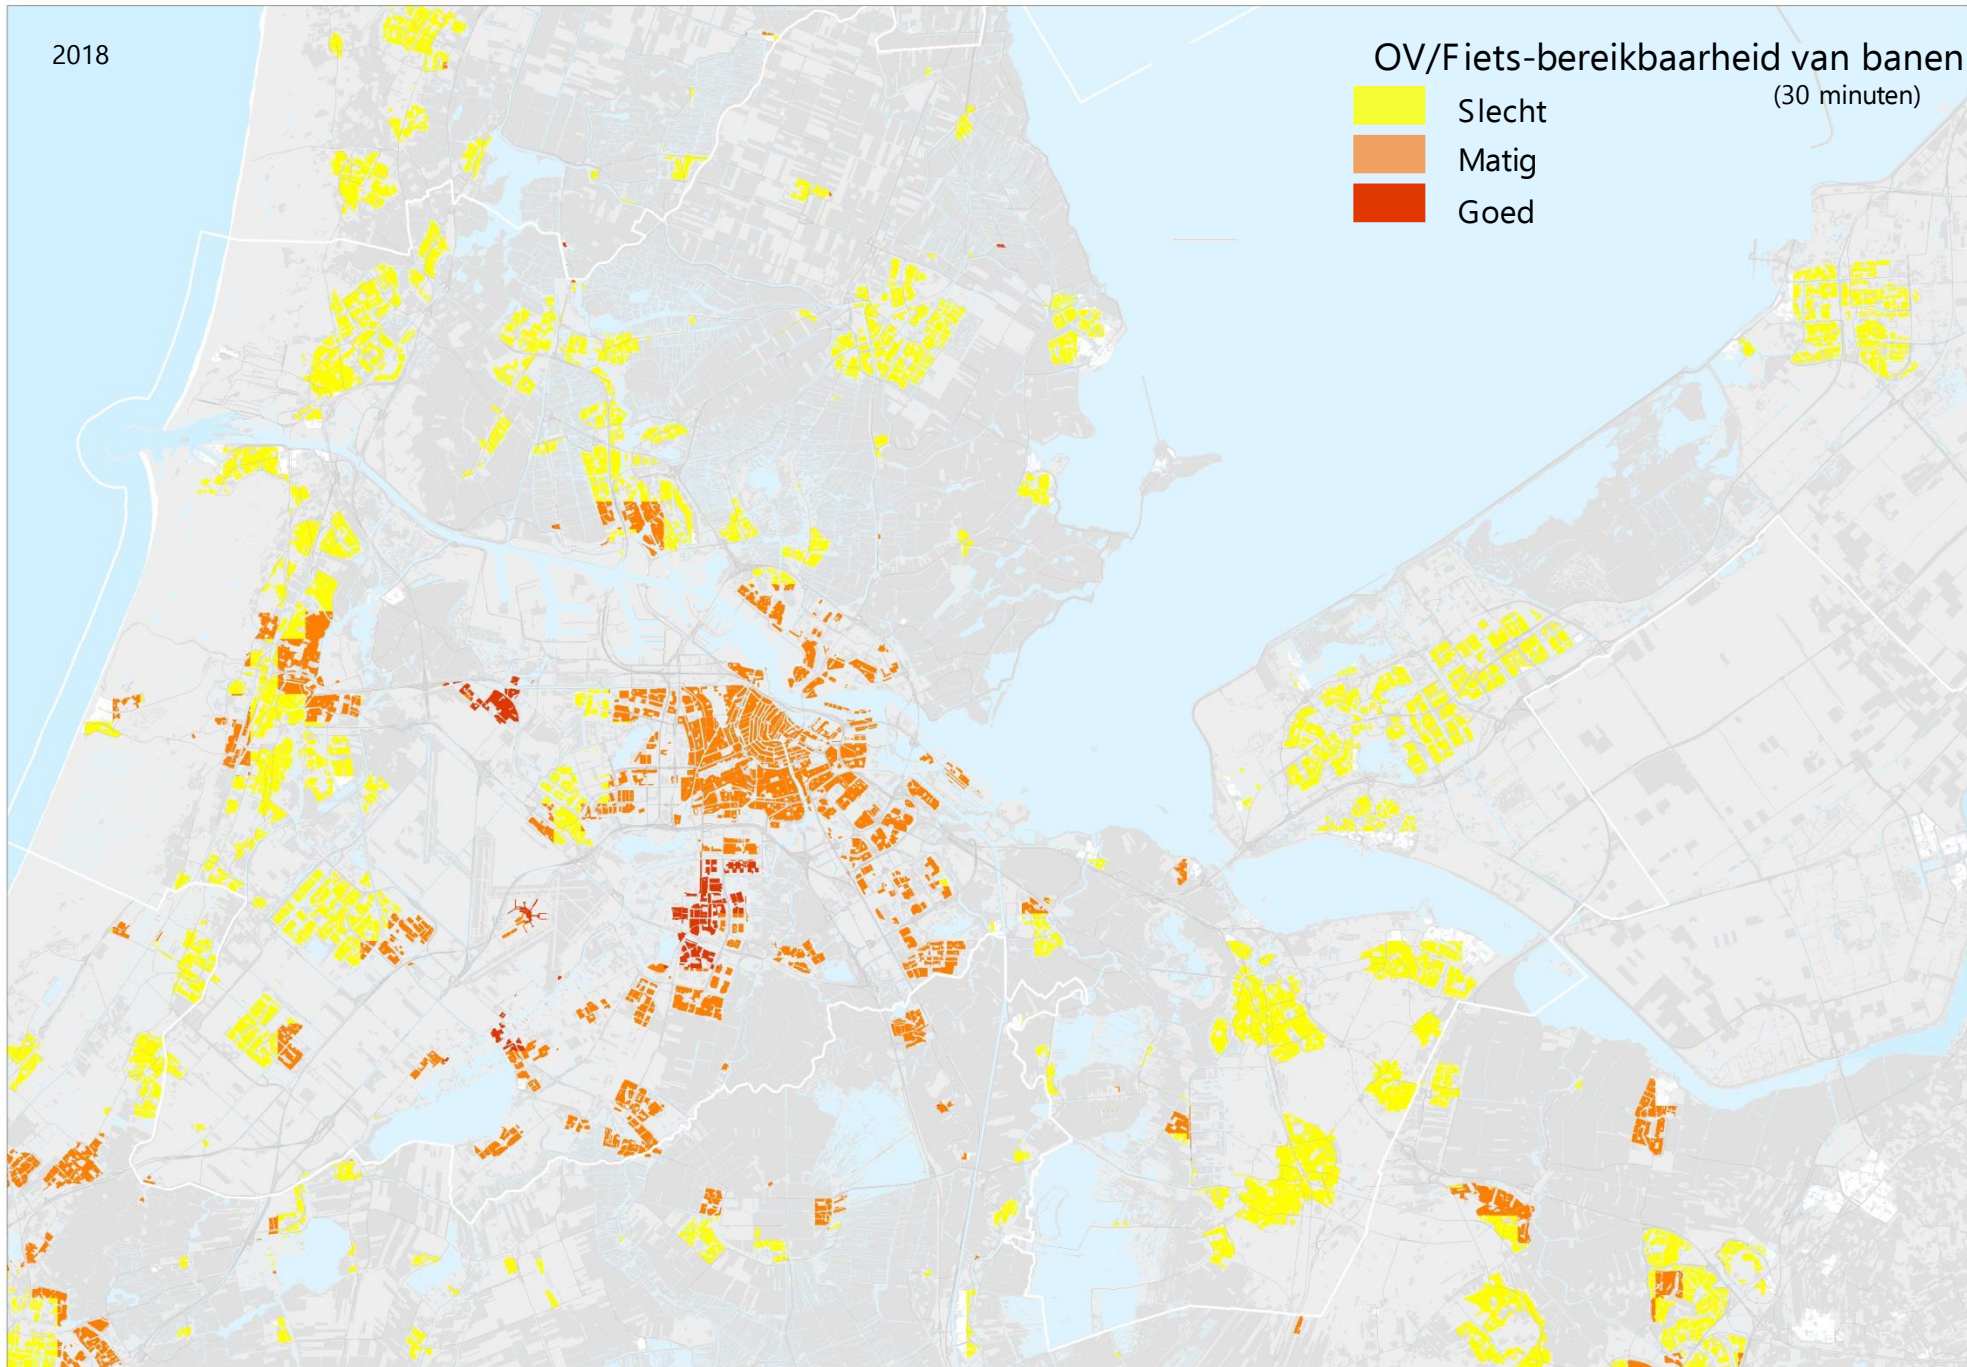 2018
OV/Fiets-bereikbaarheid van banen
(30 minuten)
Slecht
Matig
Goed